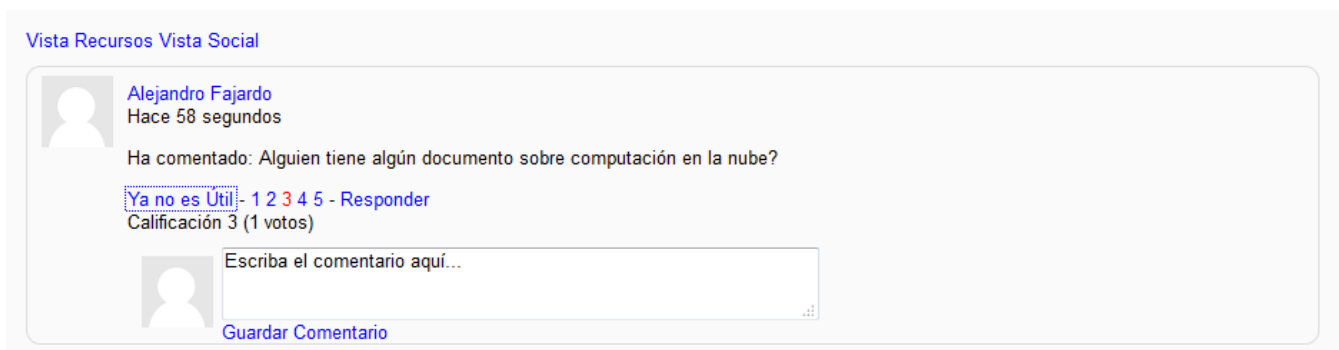 Vista Recursos Vista Social
Alejandro Fajardo
Hace 58 segundos
Ha comentado: Alguien tiene algún documento sobre computación en la nube?
Ya no es Útil - 1 2 3 4 5 - Responder
Calificación 3 (1 votos)
Escriba el comentario aquí...
Guardar Comentario